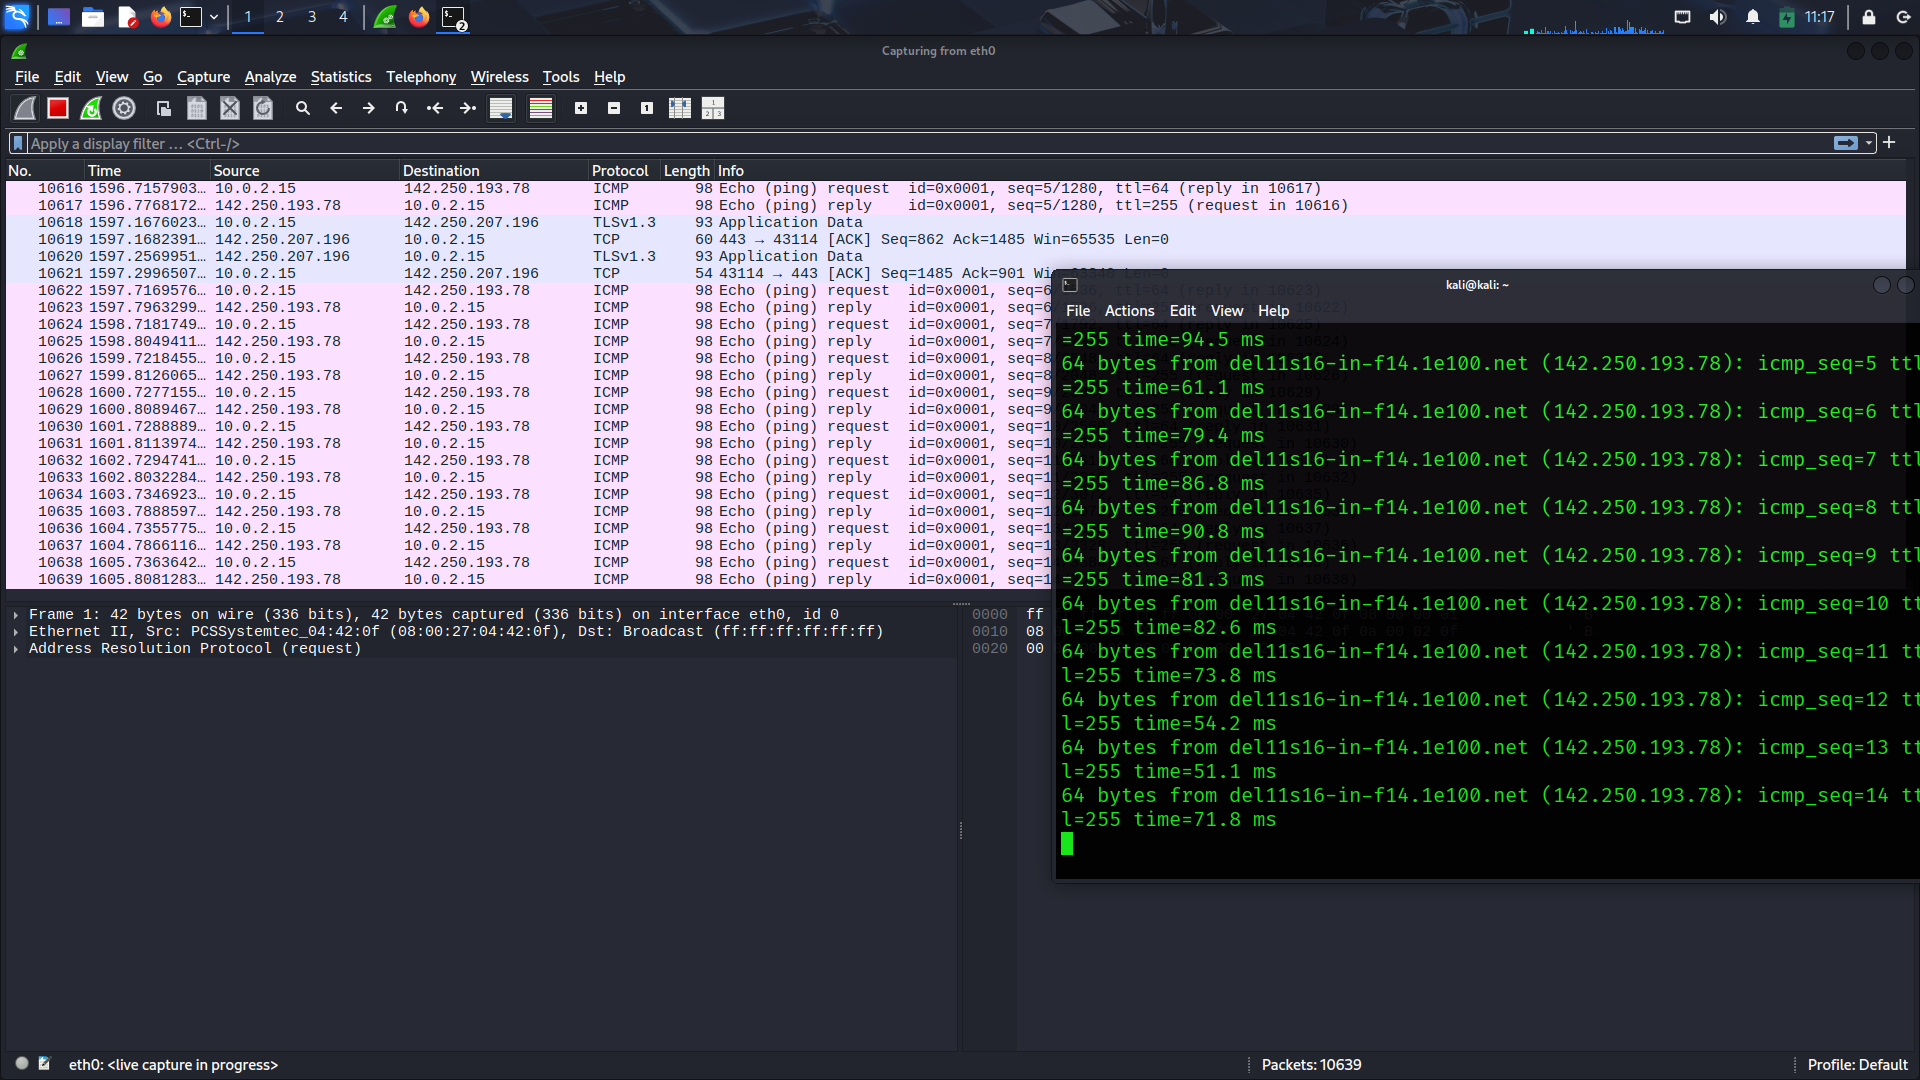 1 2 3 4 2 11:17
Capturing from eth0
File Edit View Go Capture Analyze Statistics Telephony Wireless Tools Help
Apply a display filter … <Ctrl-/>
No. Time Source Destination Protocol Length Info
10616 1596.7157903… 10.0.2.15 142.250.193.78 ICMP 98 Echo (ping) request id=0x0001, seq=5/1280, ttl=64 (reply in 10617)
10617 1596.7768172… 142.250.193.78 10.0.2.15 ICMP 98 Echo (ping) reply id=0x0001, seq=5/1280, ttl=255 (request in 10616)
10618 1597.1676023… 10.0.2.15 142.250.207.196 TLSv1.3 93 Application Data
10619 1597.1682391… 142.250.207.196 10.0.2.15 TCP 60 443 → 43114 [ACK] Seq=862 Ack=1485 Win=65535 Len=0
10620 1597.2569951… 142.250.207.196 10.0.2.15 TLSv1.3 93 Application Data
10621 1597.2996507… 10.0.2.15 142.250.207.196 TCP 54 43114 → 443 [ACK] Seq=1485 Ack=901
10622 1597.7169576… 10.0.2.15 142.250.193.78 ICMP 98 Echo (ping) request id=0x0001, seq=6
10623 1597.7963299… 142.250.193.78 10.0.2.15 ICMP 98 Echo (ping) reply id=0x0001, seq=6
10624 1598.7181749… 10.0.2.15 142.250.193.78 ICMP 98 Echo (ping) request id=0x0001, seq=7
10625 1598.8049411… 142.250.193.78 10.0.2.15 ICMP 98 Echo (ping) reply id=0x0001, seq=7
10626 1599.7218455… 10.0.2.15 142.250.193.78 ICMP 98 Echo (ping) request id=0x0001, seq=8
10627 1599.8126065… 142.250.193.78 10.0.2.15 ICMP 98 Echo (ping) reply id=0x0001, seq=8
10628 1600.7277155… 10.0.2.15 142.250.193.78 ICMP 98 Echo (ping) request id=0x0001, seq=9
10629 1600.8089467… 142.250.193.78 10.0.2.15 ICMP 98 Echo (ping) reply id=0x0001, seq=9
10630 1601.7288889… 10.0.2.15 142.250.193.78 ICMP 98 Echo (ping) request id=0x0001, seq=1
10631 1601.8113974… 142.250.193.78 10.0.2.15 ICMP 98 Echo (ping) reply id=0x0001, seq=1
10632 1602.7294741… 10.0.2.15 142.250.193.78 ICMP 98 Echo (ping) request id=0x0001, seq=1
10633 1602.8032284… 142.250.193.78 10.0.2.15 ICMP 98 Echo (ping) reply id=0x0001, seq=1
10634 1603.7346923… 10.0.2.15 142.250.193.78 ICMP 98 Echo (ping) request id=0x0001, seq=1
10635 1603.7888597… 142.250.193.78 10.0.2.15 ICMP 98 Echo (ping) reply id=0x0001, seq=1
10636 1604.7355775… 10.0.2.15 142.250.193.78 ICMP 98 Echo (ping) request id=0x0001, seq=1
10637 1604.7866116… 142.250.193.78 10.0.2.15 ICMP 98 Echo (ping) reply id=0x0001, seq=1
10638 1605.7363642… 10.0.2.15 142.250.193.78 ICMP 98 Echo (ping) request id=0x0001, seq=1
10639 1605.8081283… 142.250.193.78 10.0.2.15 ICMP 98 Echo (ping) reply id=0x0001, seq=1
Frame 1: 42 bytes on wire (336 bits), 42 bytes captured (336 bits) on interface eth0, id 0
Ethernet II, Src: PCSSystemtec_04:42:0f (08:00:27:04:42:0f), Dst: Broadcast (ff:ff:ff:ff:ff:ff)
Address Resolution Protocol (request)
0000 ff
0010 08
0020 00
kali@kali: ~
File Actions Edit View Help
=255 time=94.5 ms
64 bytes from del11s16-in-f14.1e100.net (142.250.193.78): icmp_seq=5 ttl
=255 time=61.1 ms
64 bytes from del11s16-in-f14.1e100.net (142.250.193.78): icmp_seq=6 ttl
=255 time=79.4 ms
64 bytes from del11s16-in-f14.1e100.net (142.250.193.78): icmp_seq=7 ttl
=255 time=86.8 ms
64 bytes from del11s16-in-f14.1e100.net (142.250.193.78): icmp_seq=8 ttl
=255 time=90.8 ms
64 bytes from del11s16-in-f14.1e100.net (142.250.193.78): icmp_seq=9 ttl
=255 time=81.3 ms
64 bytes from del11s16-in-f14.1e100.net (142.250.193.78): icmp_seq=10 tt
l=255 time=82.6 ms
64 bytes from del11s16-in-f14.1e100.net (142.250.193.78): icmp_seq=11 tt
l=255 time=73.8 ms
64 bytes from del11s16-in-f14.1e100.net (142.250.193.78): icmp_seq=12 tt
l=255 time=54.2 ms
64 bytes from del11s16-in-f14.1e100.net (142.250.193.78): icmp_seq=13 tt
l=255 time=51.1 ms
64 bytes from del11s16-in-f14.1e100.net (142.250.193.78): icmp_seq=14 tt
l=255 time=71.8 ms
eth0: <live capture in progress> Packets: 10639 Profile: Default